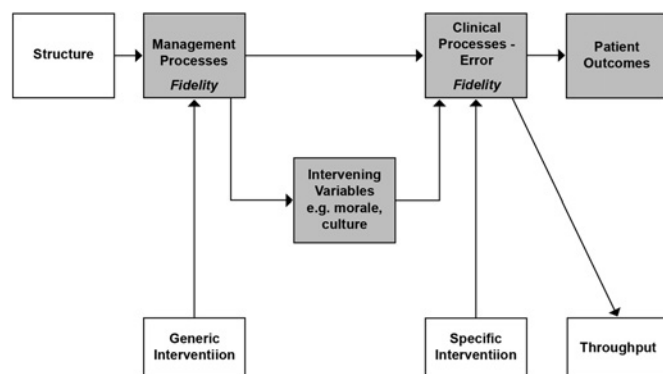 Structure
Management
Processes
Fidelity
Clinical
Processes -
Error
Fidelity
Patient
Outcomes
Intervening
Variables
e.g. morale,
culture
Generic
Interventiion
Specific
Interventiion
Throughput